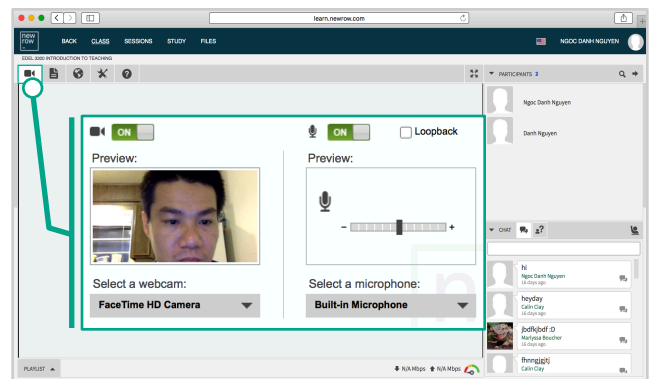 learn.newrow.com
new
row
BACK CLASS SESSIONS STUDY FILES
NGOC DANH NGUYEN
EDEL 3300 INTRODUCTION TO TEACHING
PARTICIPANTS 2
Ngoc Danh Nguyen
Danh Nguyen
ON
ON
Loopback
Preview:
Preview:
- +
Select a webcam:
Select a microphone:
FaceTime HD Camera
Built-in Microphone
CHAT
hi
Ngoc Danh Nguyen
16 days ago
heyday
Calin Clay
16 days ago
jbdfkjbdf :D
Marlyssa Boucher
16 days ago
fhnngjgjtj
Calin Clay
PLAYLIST
N/A Mbps N/A Mbps